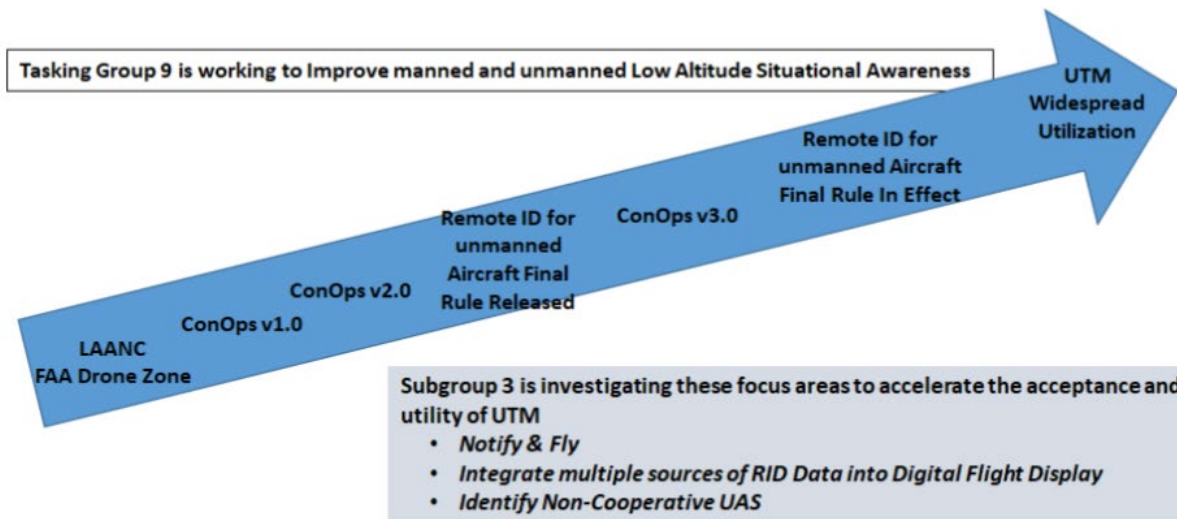 Tasking Group 9 is working to Improve manned and unmanned Low Altitude Situational Awareness
UTM
Widespread
Utilization
Remote ID for
unmanned Aircraft
Final Rule In Effect
ConOps v3.0
Remote ID for
unmanned
Aircraft Final
Rule Released
ConOps v2.0
ConOps v1.0
LAANC
FAA Drone Zone
Subgroup 3 is investigating these focus areas to accelerate the acceptance and
utility of UTM
• Notify & Fly
• Integrate multiple sources of RID Data into Digital Flight Display
• Identify Non-Cooperative UAS